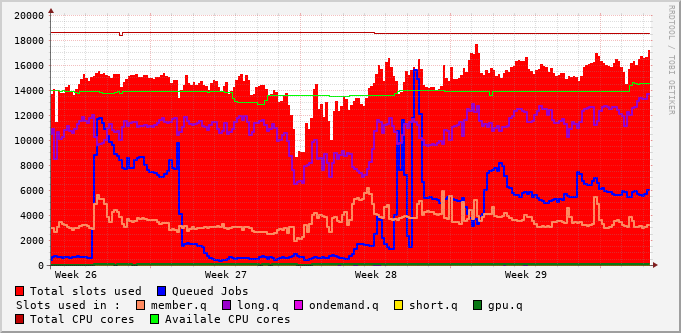 20000
18000
16000
14000
12000
10000
8000
6000
4000
2000
0
Week 26 Week 27 Week 28 Week 29
RRDTOOL / TOBI OETIKER
Total slots used Queued Jobs
Slots used in : member.q long.q ondemand.q short.q gpu.q
Total CPU cores Availale CPU cores